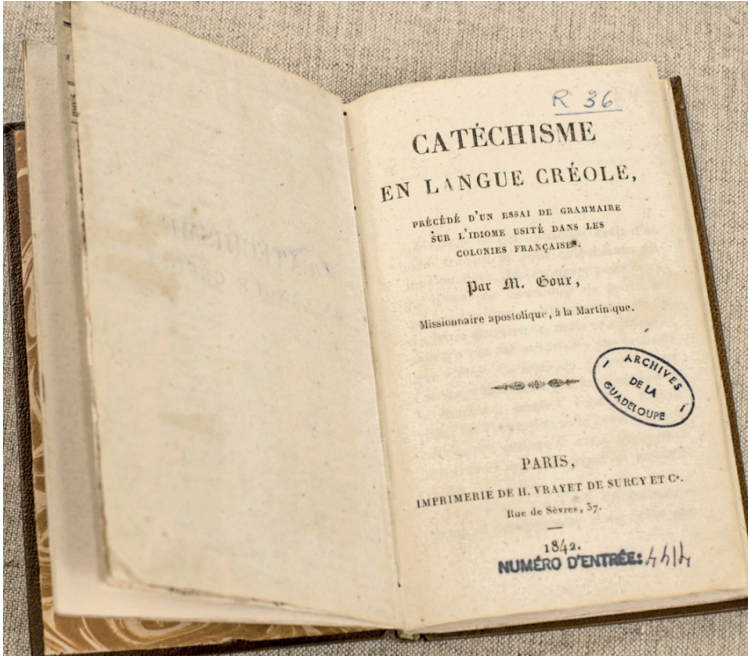 R 36
CATÉCHISME
EN LANGUE CRÉOLE,
PRÉCÉDÉ D'UN ESSAI DE GRAMMAIRE
SUR L'IDIOME USITÉ DANS LES
COLONIES FRANÇAISES.
Par M. Goux,
Missionnaire apostolique, à la Martinique.
ARCHIVES
DE LA
GUADELOUPE
PARIS,
IMPRIMERIE DE H. VRAYET DE SURCY ET Cᵉ.
Rue de Sèvres, 37.
1842.
NUMÉRO D'ENTRÉE: 4414